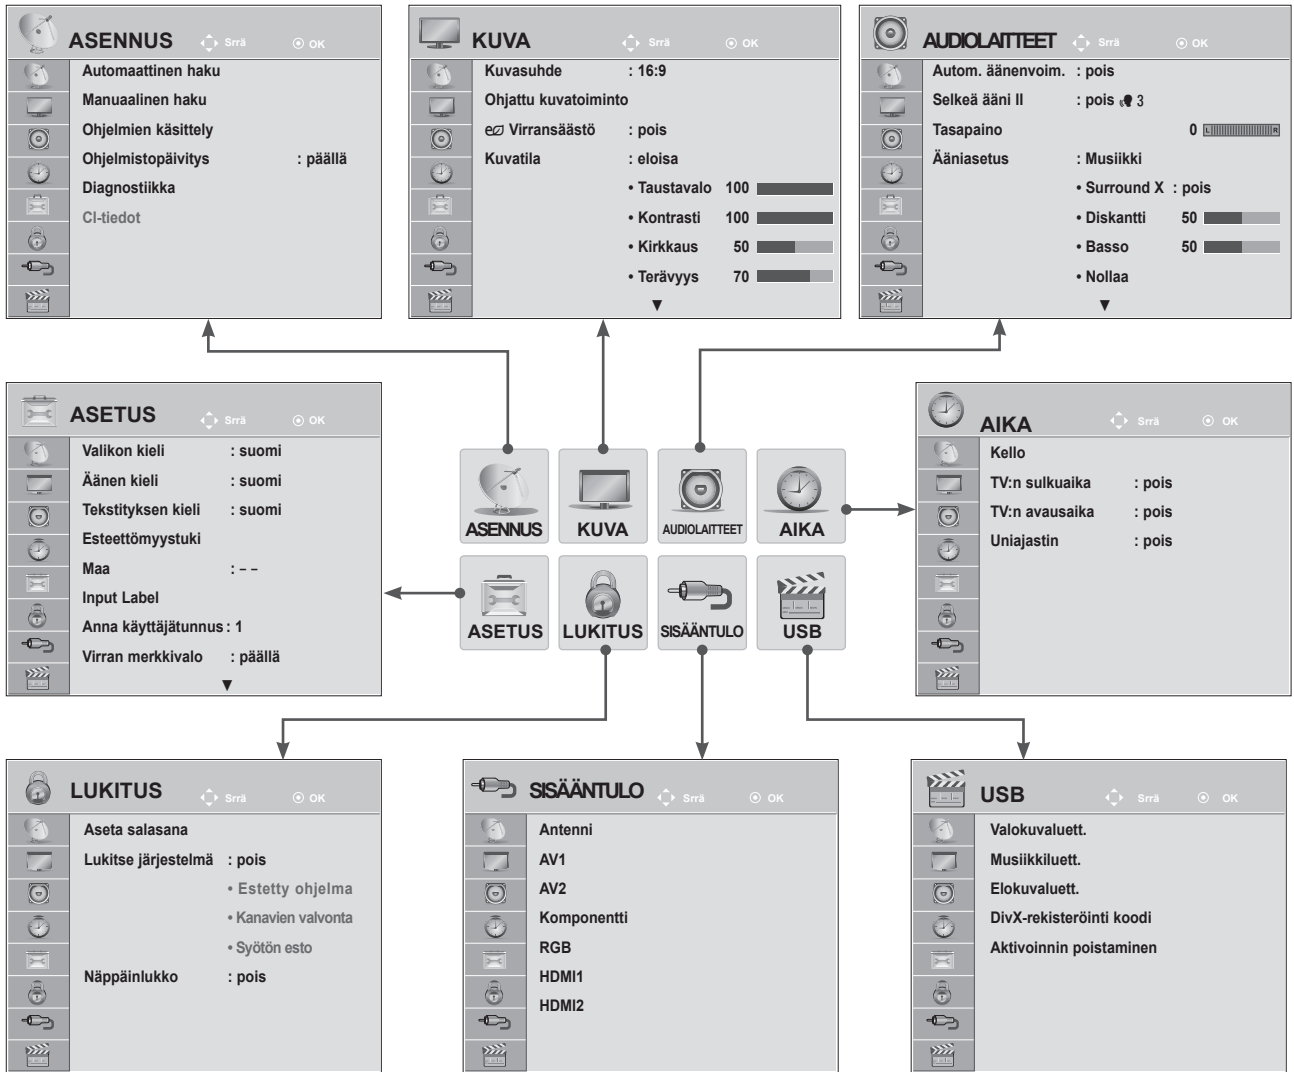 ASENNUS Srrä OK
Automaattinen haku
Manuaalinen haku
Ohjelmien käsittely
Ohjelmistopäivitys : päällä
Diagnostiikka
CI-tiedot
KUVA Srrä OK
Kuvasuhde : 16:9
Ohjattu kuvatoiminto
Virransäästö : pois
Kuvatila : eloisa
• Taustavalo 100
• Kontrasti 100
• Kirkkaus 50
• Terävyys 70
▼
AUDIOLAITTEET Srrä OK
Autom. äänenvoim. : pois
Selkeä ääni II : pois 3
Tasapaino 0 L R
Ääniasetus : Musiikki
• Surround X : pois
• Diskantti 50
• Basso 50
• Nollaa
▼
ASETUS Srrä OK
Valikon kieli : suomi
Äänen kieli : suomi
Tekstityksen kieli : suomi
Esteettömyystuki
Maa : – –
Input Label
Anna käyttäjätunnus : 1
Virran merkkivalo : päällä
▼
ASENNUS
KUVA
AUDIOLAITTEET
AIKA
ASETUS
LUKITUS
SISÄÄNTULO
USB
AIKA Srrä OK
Kello
TV:n sulkuaika : pois
TV:n avausaika : pois
Uniajastin : pois
LUKITUS Srrä OK
Aseta salasana
Lukitse järjestelmä : pois
• Estetty ohjelma
• Kanavien valvonta
• Syötön esto
Näppäinlukko : pois
SISÄÄNTULO Srrä OK
Antenni
AV1
AV2
Komponentti
RGB
HDMI1
HDMI2
USB Srrä OK
Valokuvaluett.
Musiikkiluett.
Elokuvaluett.
DivX-rekisteröinti koodi
Aktivoinnin poistaminen